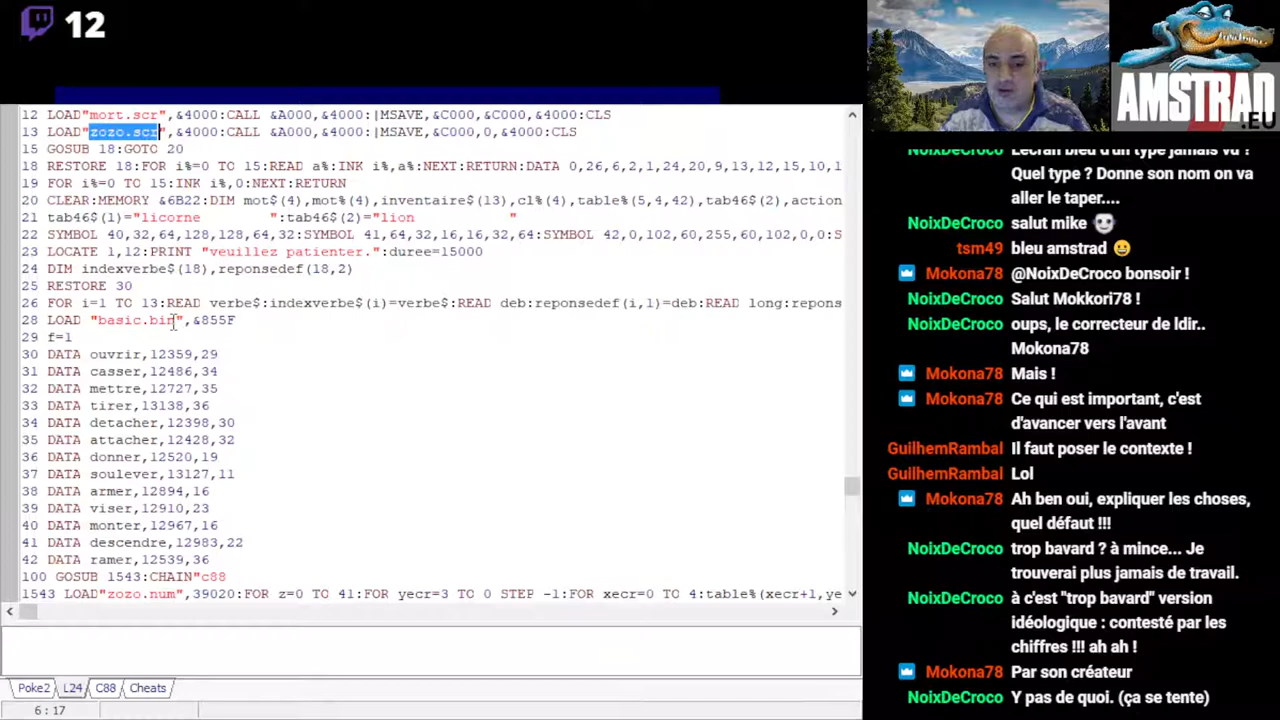 12
12 LOAD"mort.scr",&4000:CALL &A000,&4000:|MSAVE,&C000,&C000,&4000:CLS
13 LOAD"zozo.scr",&4000:CALL &A000,&4000:|MSAVE,&C000,0,&4000:CLS
15 GOSUB 18:GOTO 20
18 RESTORE 18:FOR i%=0 TO 15:READ a%:INK i%,a%:NEXT:RETURN:DATA 0,26,6,2,1,24,20,9,13,12,15,10,1
19 FOR i%=0 TO 15:INK i%,0:NEXT:RETURN
20 CLEAR:MEMORY &6B22:DIM mot$(4),mot%(4),inventaire$(13),cl%(4),table%(5,4,42),tab46$(2),action
21 tab46$(1)="licorne         ":tab46$(2)="lion            "
22 SYMBOL 40,32,64,128,128,64,32:SYMBOL 41,64,32,16,16,32,64:SYMBOL 42,0,102,60,255,60,102,0,0:S
23 LOCATE 1,12:PRINT "veuillez patienter.":duree=15000
24 DIM indexverbe$(18),reponsedef(18,2)
25 RESTORE 30
26 FOR i=1 TO 13:READ verbe$:indexverbe$(i)=verbe$:READ deb:reponsedef(i,1)=deb:READ long:repons
28 LOAD "basic.bin",&855F
29 f=1
30 DATA ouvrir,12359,29
31 DATA casser,12486,34
32 DATA mettre,12727,35
33 DATA tirer,13138,36
34 DATA detacher,12398,30
35 DATA attacher,12428,32
36 DATA donner,12520,19
37 DATA soulever,13127,11
38 DATA armer,12894,16
39 DATA viser,12910,23
40 DATA monter,12967,16
41 DATA descendre,12983,22
42 DATA ramer,12539,36
100 GOSUB 1543:CHAIN"c88
1543 LOAD"zozo.num",39020:FOR z=0 TO 41:FOR yecr=3 TO 0 STEP -1:FOR xecr=0 TO 4:table%(xecr+1,ye
Poke2 L24 C88 Cheats
6 : 17
AMSTRAD
.EU
NoixDeCroco L'écran bleu d'un type jamais vu ?
Quel type ? Donne son nom on va
aller le taper....
NoixDeCroco salut mike
tsm49 bleu amstrad
Mokona78 @NoixDeCroco bonsoir !
NoixDeCroco Salut Mokkori78 !
NoixDeCroco oups, le correcteur de ldir..
Mokona78
Mokona78 Mais !
Mokona78 Ce qui est important, c'est
d'avancer vers l'avant
GuilhemRambal Il faut poser le contexte !
GuilhemRambal Lol
Mokona78 Ah ben oui, expliquer les choses,
quel défaut !!!
NoixDeCroco trop bavard ? à mince... Je
trouverai plus jamais de travail.
NoixDeCroco à c'est "trop bavard" version
idéologique : contesté par les
chiffres !!! ah ah !
Mokona78 Par son créateur
NoixDeCroco Y pas de quoi. (ça se tente)